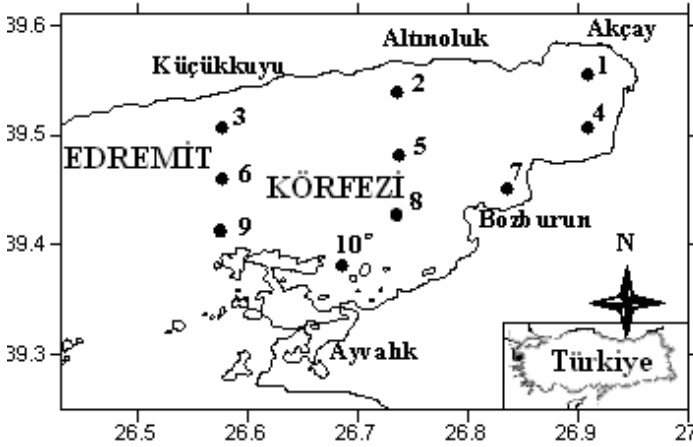 39.6
Akçay
Altınoluk
Küçükkuyu
1
2
3
4
39.5
EDREMİT
5
6
KÖRFEZİ
7
8
Bozburun
9
10
39.4
N
39.3
Ayvalık
Türkiye
26.5
26.6
26.7
26.8
26.9
27